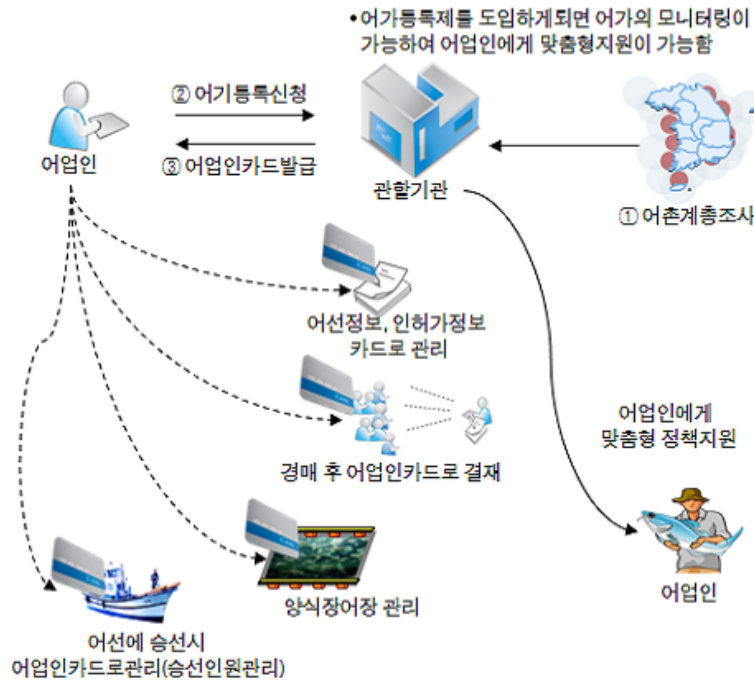 • 어가등록제를 도입하게되면 어가의 모니터링이
가능하여 어업인에게 맞춤형지원이 가능함
② 어기등록신청
어업인
③ 어업인카드발급
관할기관
① 어촌계총조사
어선정보, 인허가정보
카드로 관리
어업인에게
맞춤형 정책지원
경매 후 어업인카드로 결재
어업인
양식장어장 관리
어선에 승선시
어업인카드로관리(승선인원관리)